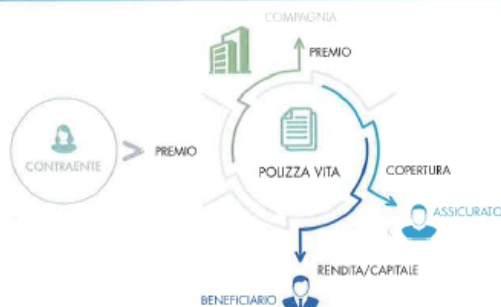 COMPAGNIA
PREMIO
CONTRAENTE
PREMIO
POLIZZA VITA
COPERTURA
ASSICURATO
RENDITA/CAPITALE
BENEFICIARIO